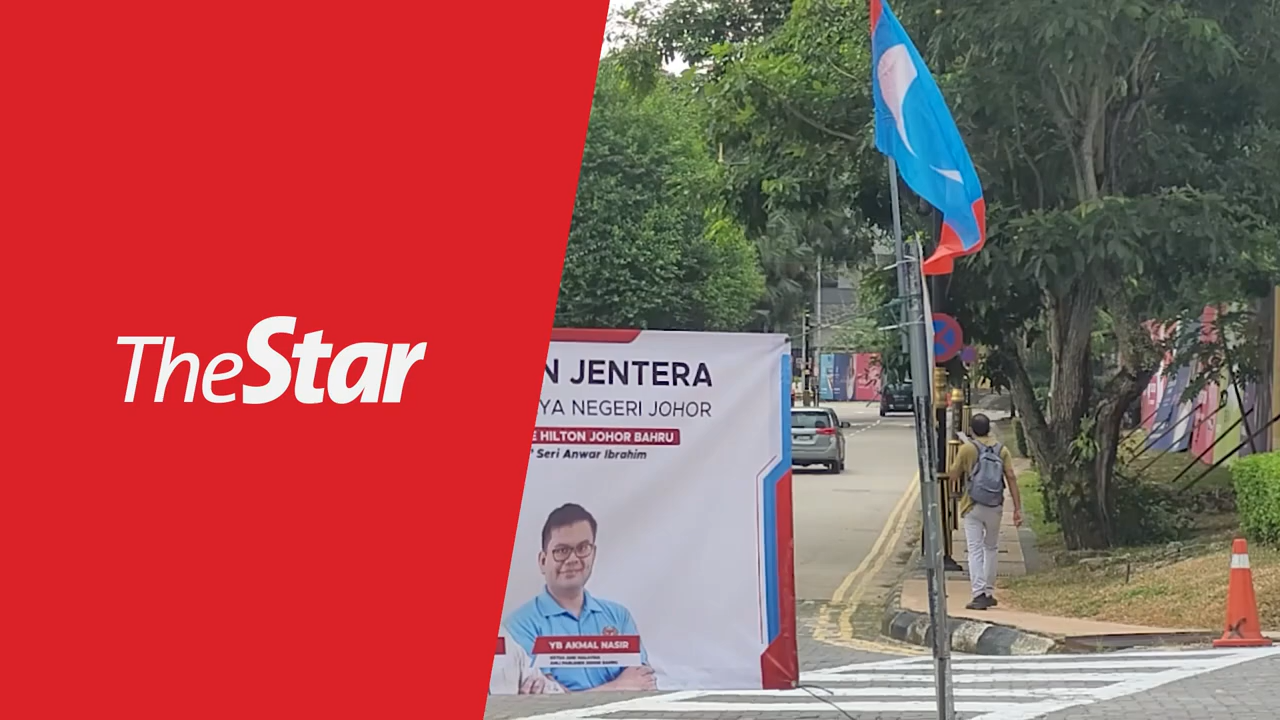 TheStar
N JENTERA
YA NEGERI JOHOR
E HILTON JOHOR BAHRU
Seri Anwar Ibrahim
YB AKMAL NASIR